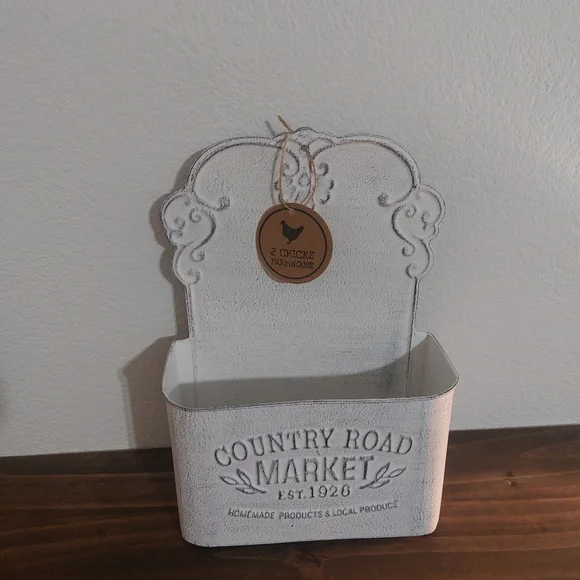 2 CHICKS
FARMHOUSE
COUNTRY ROAD
MARKET
EST. 1926
HOMEMADE PRODUCTS & LOCAL PRODUCE